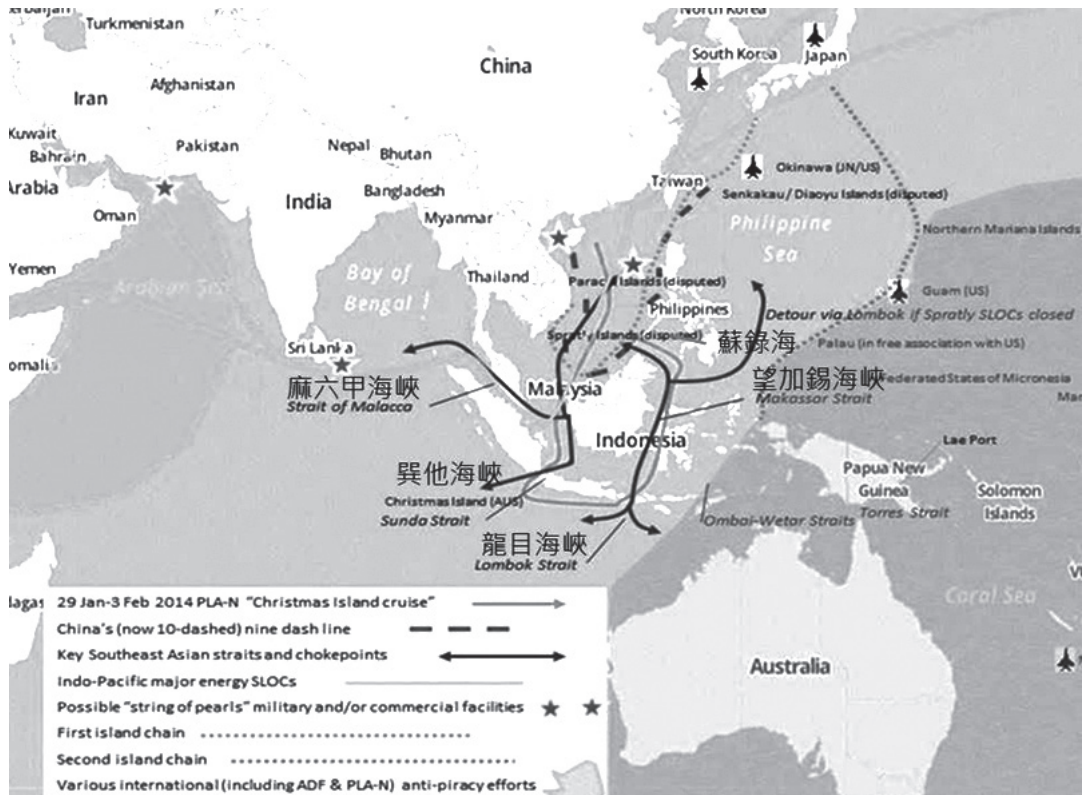 North Korea
Turkmenistan
South Korea
Japan
China
Afghanistan
Iran
Kuwait
Pakistan
Nepal
Bhutan
Bahrain
Okinawa (JN/US)
Taiwan
Arabia
India
Bangladesh
Senkakau / Diaoyu Islands (disputed)
Oman
Myanmar
Philippine
Sea
Northern Mariana Islands
Yemen
Bay of
Bengal
Thailand
Arabian Sea
Islands (disputed)
Guam (US)
Philippines
Detour via Lombok if Spratly SLOCs closed
Spratly Islands (disputed)
蘇錄海
Palau (in free association with US)
Sri Lanka
望加錫海峽
Federated States of Micronesia
麻六甲海峽
Strait of Malacca
Malaysia
Makassar Strait
Indonesia
Lae Port
巽他海峽
Papua New
Guinea
Solomon
Islands
Christmas Island (AUS)
Sunda Strait
Ombai-Wetar Straits
Torres Strait
龍目海峽
Lombok Strait
Coral Sea
29 Jan-3 Feb 2014 PLA-N "Christmas Island cruise"
China's (now 10-dashed) nine dash line
Key Southeast Asian straits and chokepoints
Australia
Indo-Pacific major energy SLOCs
Possible "string of pearls" military and/or commercial facilities
First island chain
Second island chain
Various international (including ADF & PLA-N) anti-piracy efforts